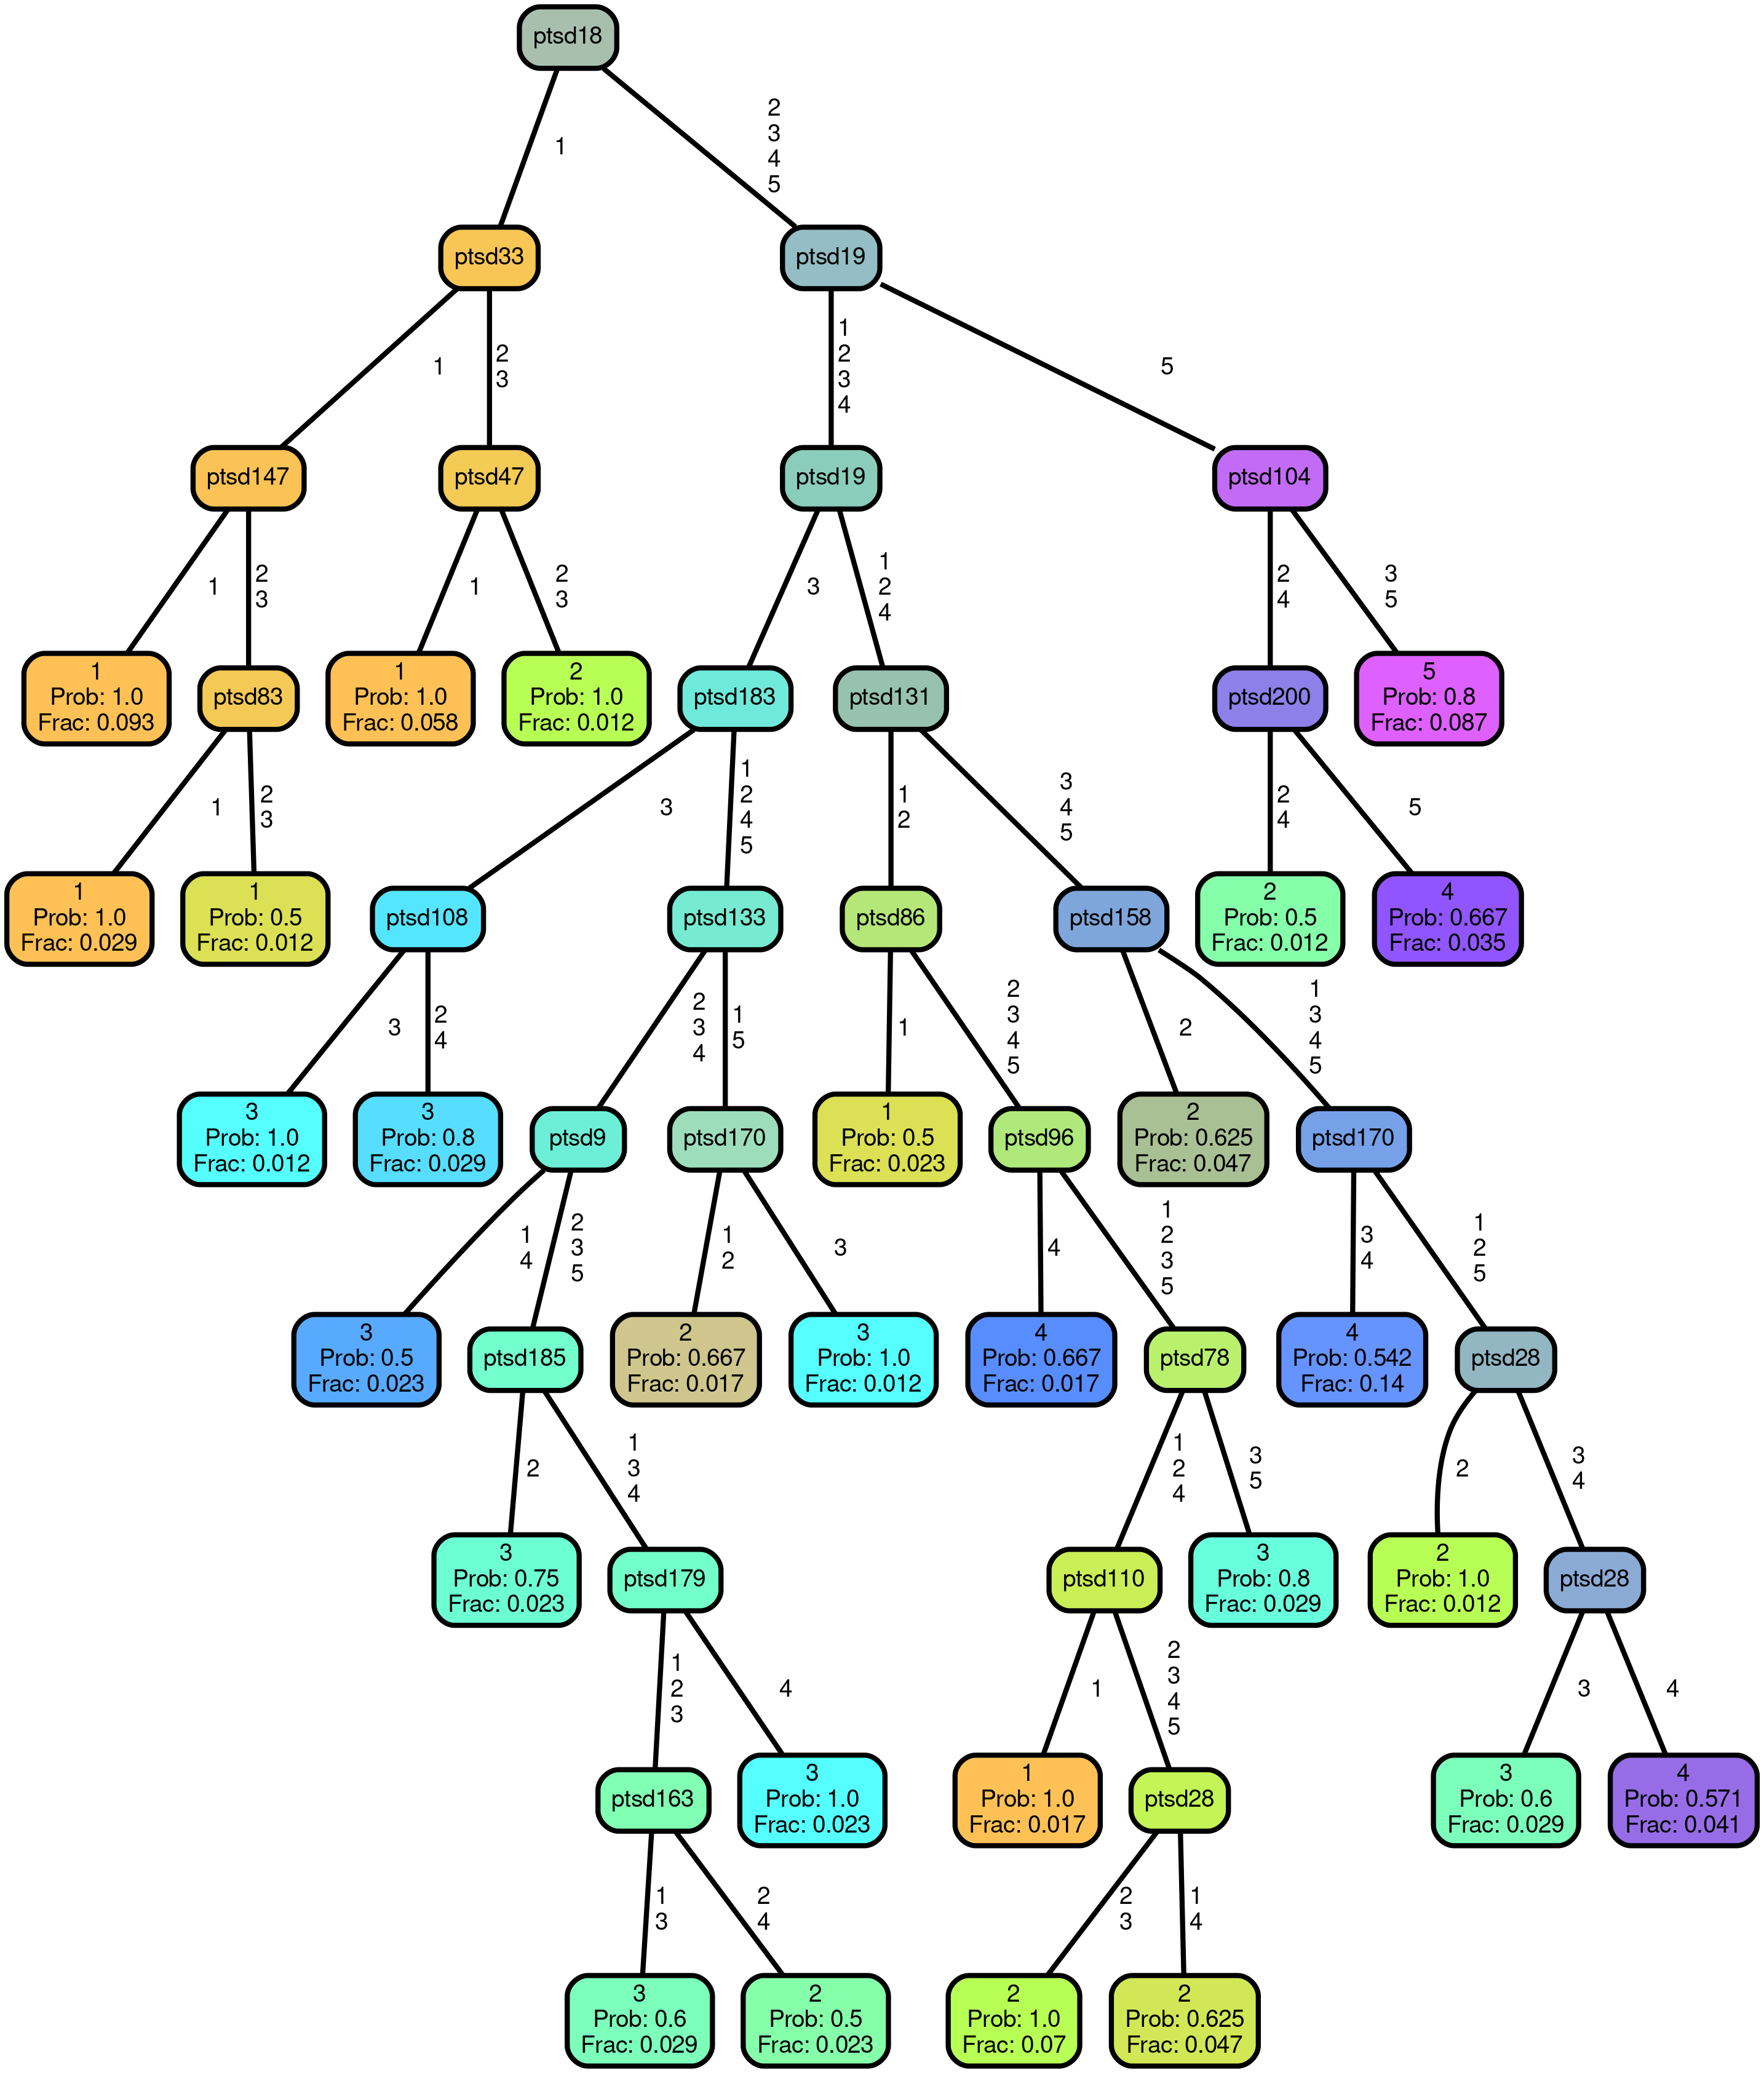 ptsd18
1
2
3
4
5
ptsd33
ptsd19
1
2
3
1
2
3
4
5
ptsd147
ptsd47
ptsd19
ptsd104
1
2
3
1
2
3
3
1
2
4
2
4
3
5
1
Prob: 1.0
Frac: 0.093
ptsd83
1
Prob: 1.0
Frac: 0.058
2
Prob: 1.0
Frac: 0.012
ptsd183
ptsd131
ptsd200
5
Prob: 0.8
Frac: 0.087
1
2
3
3
1
2
4
5
1
2
3
4
5
2
4
5
1
Prob: 1.0
Frac: 0.029
1
Prob: 0.5
Frac: 0.012
ptsd108
ptsd133
ptsd86
ptsd158
2
Prob: 0.5
Frac: 0.012
4
Prob: 0.667
Frac: 0.035
3
2
4
2
3
4
1
5
1
2
3
4
5
2
1
3
4
5
3
Prob: 1.0
Frac: 0.012
3
Prob: 0.8
Frac: 0.029
ptsd9
ptsd170
1
Prob: 0.5
Frac: 0.023
ptsd96
2
Prob: 0.625
Frac: 0.047
ptsd170
1
4
2
3
5
1
2
3
4
1
2
3
5
3
4
1
2
5
3
Prob: 0.5
Frac: 0.023
ptsd185
2
Prob: 0.667
Frac: 0.017
3
Prob: 1.0
Frac: 0.012
4
Prob: 0.667
Frac: 0.017
ptsd78
4
Prob: 0.542
Frac: 0.14
ptsd28
2
1
3
4
1
2
4
3
5
2
3
4
3
Prob: 0.75
Frac: 0.023
ptsd179
ptsd110
3
Prob: 0.8
Frac: 0.029
2
Prob: 1.0
Frac: 0.012
ptsd28
1
2
3
4
1
2
3
4
5
3
4
ptsd163
3
Prob: 1.0
Frac: 0.023
1
Prob: 1.0
Frac: 0.017
ptsd28
3
Prob: 0.6
Frac: 0.029
4
Prob: 0.571
Frac: 0.041
1
3
2
4
2
3
1
4
3
Prob: 0.6
Frac: 0.029
2
Prob: 0.5
Frac: 0.023
2
Prob: 1.0
Frac: 0.07
2
Prob: 0.625
Frac: 0.047